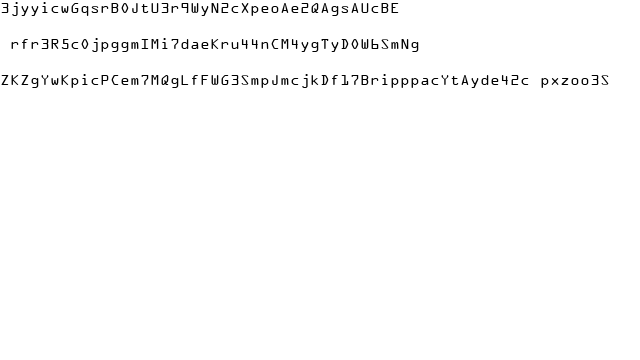 3jyyicwGqsrB0JtU3r9WyN2cXpeoAe2QAgsAUcBE
rfr3R5c0jpggmIMi7daeKru44nCM4ygTyD0W6SmNg
ZKZgYwKpicPCem7MQgLfFWG3SmpJmcjkDf17BripppacYtAyde42c pxzoo3S